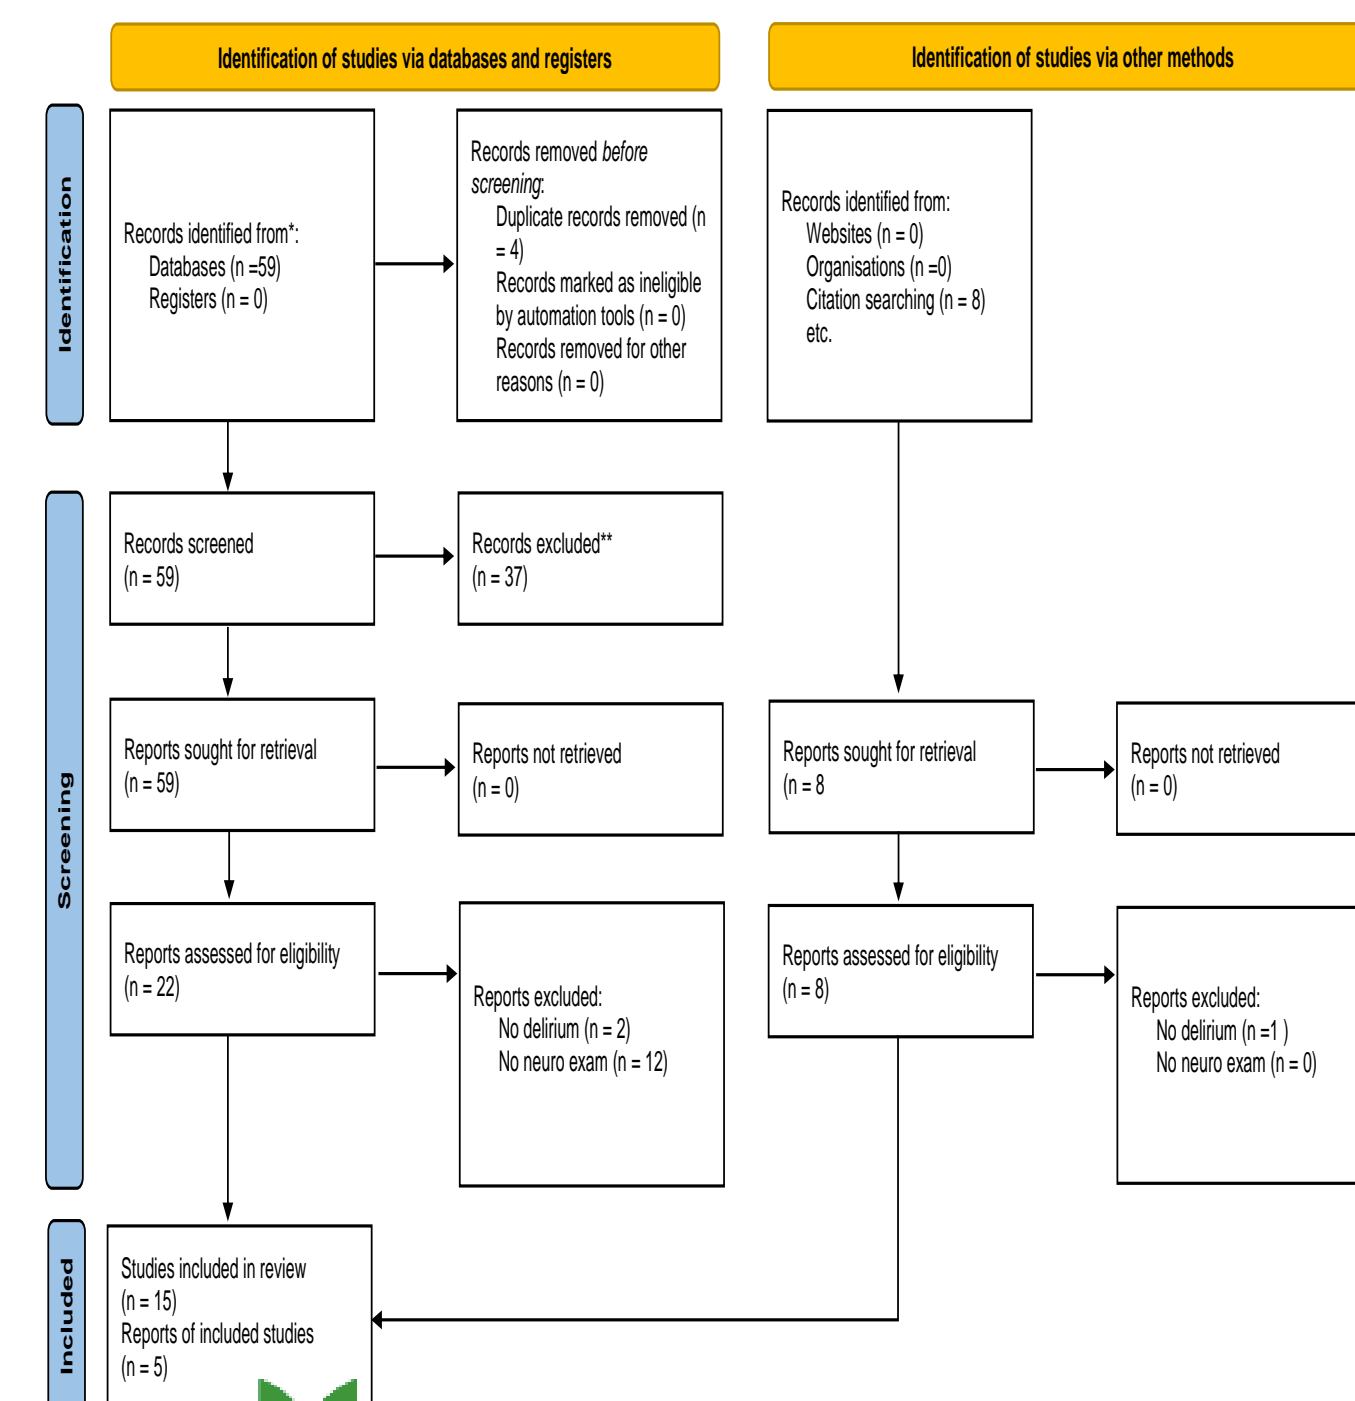 Identification of studies via databases and registers
Identification of studies via other methods
Identification
Records identified from*:
Databases (n =59)
Registers (n = 0)
Records removed before
screening:
Duplicate records removed (n
= 4)
Records marked as ineligible
by automation tools (n = 0)
Records removed for other
reasons (n = 0)
Records identified from:
Websites (n = 0)
Organisations (n =0)
Citation searching (n = 8)
etc.
Screening
Records screened
(n = 59)
Records excluded**
(n = 37)
Reports sought for retrieval
(n = 59)
Reports not retrieved
(n = 0)
Reports sought for retrieval
(n = 8
Reports not retrieved
(n = 0)
Reports assessed for eligibility
(n = 22)
Reports excluded:
No delirium (n = 2)
No neuro exam (n = 12)
Reports assessed for eligibility
(n = 8)
Reports excluded:
No delirium (n =1 )
No neuro exam (n = 0)
Included
Studies included in review
(n = 15)
Reports of included studies
(n = 5)